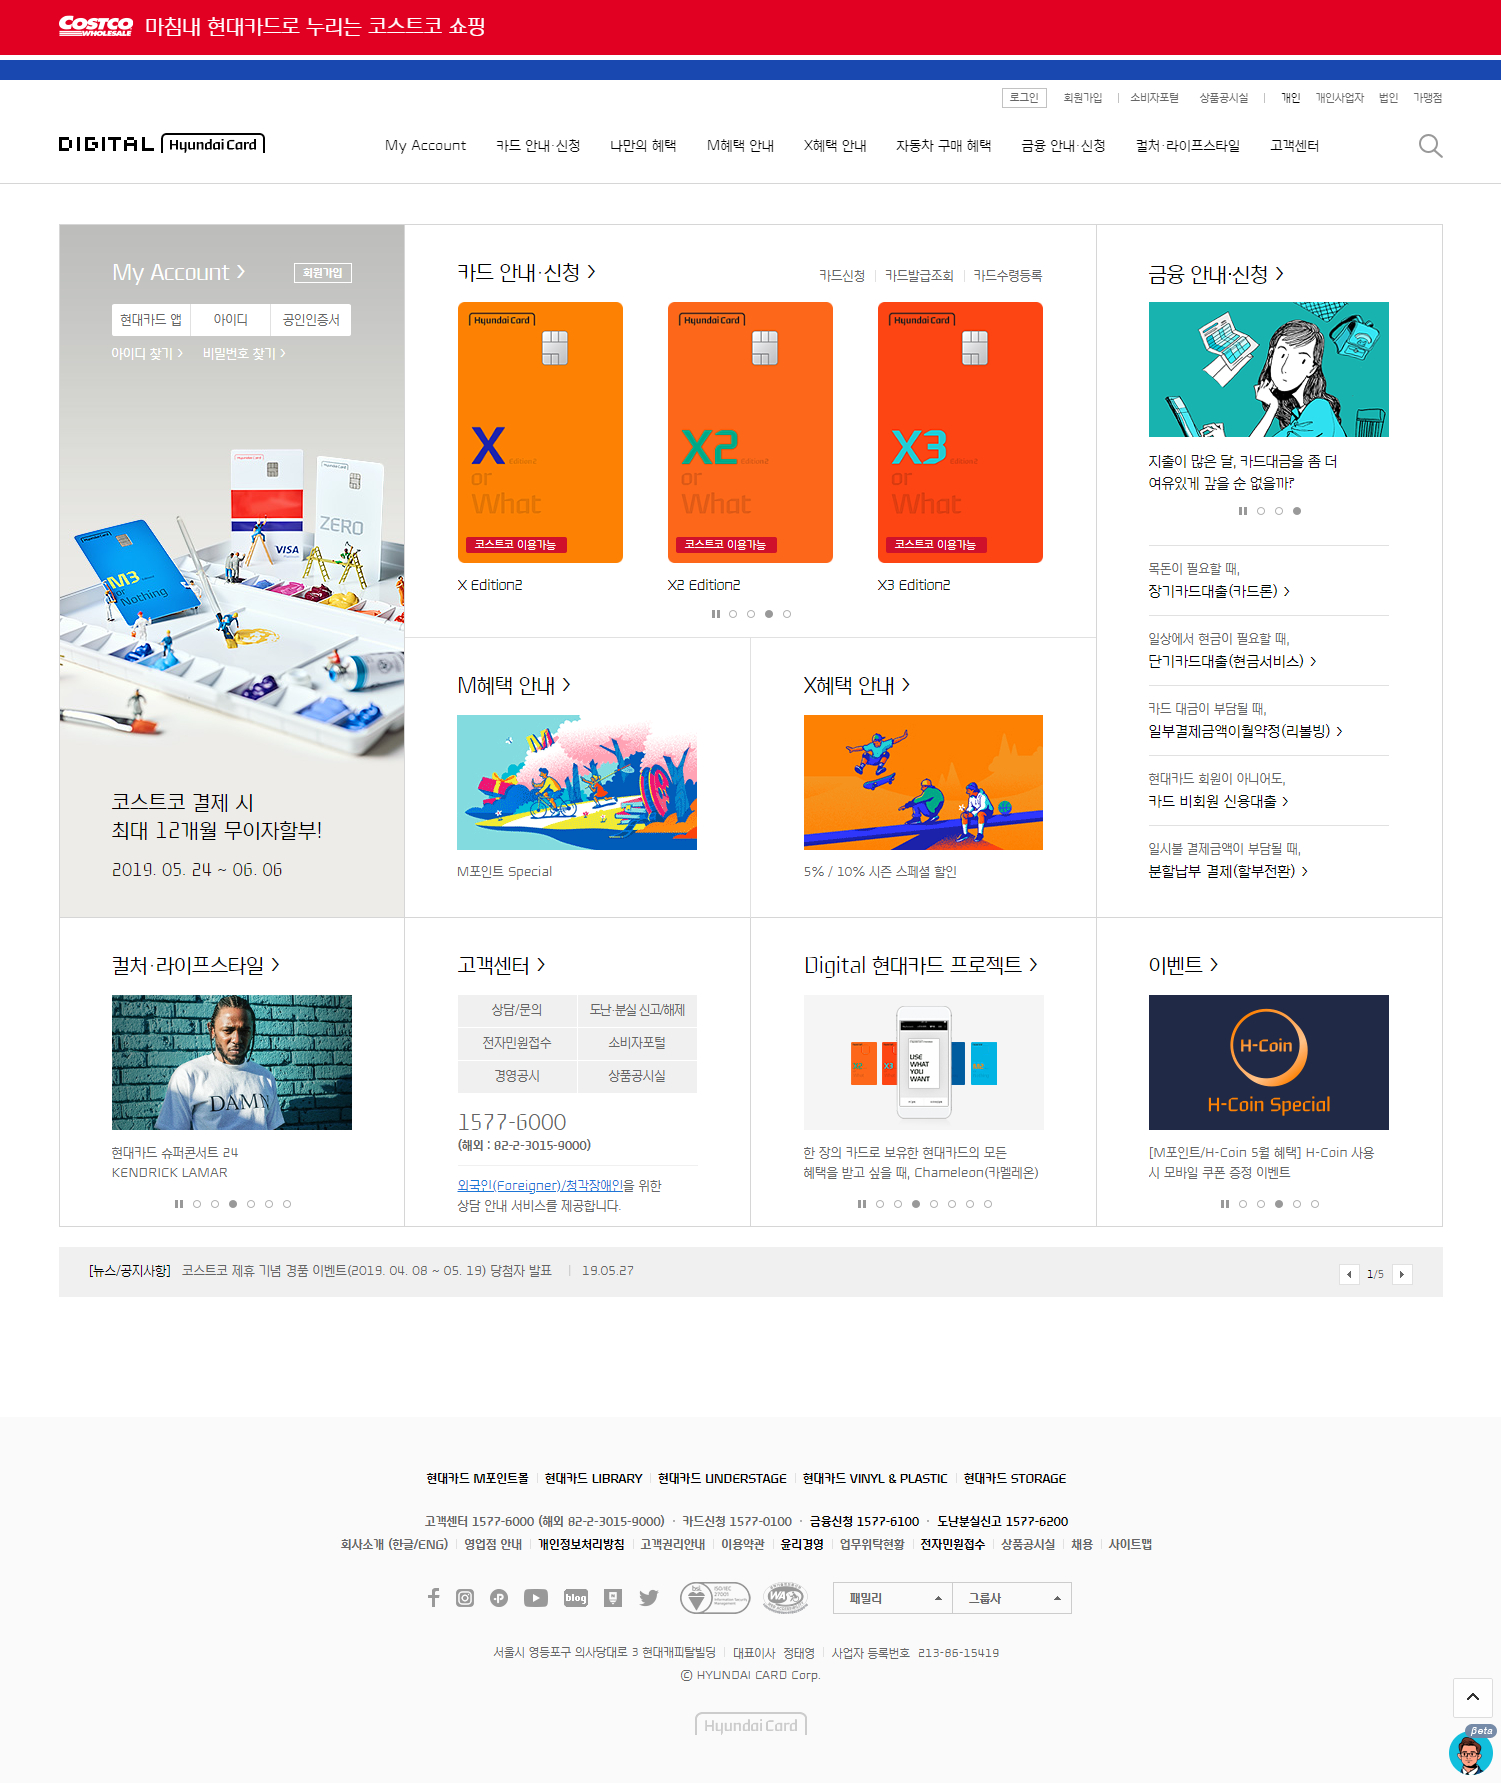 COSTCO WHOLESALE 마침내 현대카드로 누리는 코스트코 쇼핑
로그인 회원가입 소비자포털 상품공시실 개인 개인사업자 법인 가맹점
DIGITAL Hyundai Card
My Account 카드 안내·신청 나만의 혜택 M혜택 안내 X혜택 안내 자동차 구매 혜택 금융 안내·신청 컬처·라이프스타일 고객센터
My Account > 회원가입
현대카드 앱 아이디 공인인증서
아이디 찾기 > 비밀번호 찾기 >
ZERO
VISA
M3
or
Nothing
코스트코 결제 시
최대 12개월 무이자할부!
2019. 05. 24 ~ 06. 06
카드 안내·신청 >
카드신청 카드발급조회 카드수령등록
Hyundai Card Hyundai Card Hyundai Card
X Edition2 X2 Edition2 X3 Edition2
or or or
What What What
코스트코 이용가능 코스트코 이용가능 코스트코 이용가능
X Edition2 X2 Edition2 X3 Edition2
금융 안내·신청 >
지출이 많은 달, 카드대금을 좀 더
여유있게 갚을 순 없을까?
목돈이 필요할 때,
장기카드대출(카드론) >
일상에서 현금이 필요할 때,
단기카드대출(현금서비스) >
카드 대금이 부담될 때,
일부결제금액이월약정(리볼빙) >
현대카드 회원이 아니어도,
카드 비회원 신용대출 >
일시불 결제금액이 부담될 때,
분할납부 결제(할부전환) >
M혜택 안내 >
M
M포인트 Special
X혜택 안내 >
5% / 10% 시즌 스페셜 할인
컬처·라이프스타일 >
DAMN
현대카드 슈퍼콘서트 24
KENDRICK LAMAR
고객센터 >
상담/문의 도난·분실 신고/해제
전자민원접수 소비자포털
경영공시 상품공시실
1577-6000
(해외 : 82-2-3015-9000)
외국인(Foreigner)/청각장애인을 위한
상담 안내 서비스를 제공합니다.
Digital 현대카드 프로젝트 >
USE
WHAT
YOU
WANT
X2 X3
한 장의 카드로 보유한 현대카드의 모든
혜택을 받고 싶을 때, Chameleon(카멜레온)
이벤트 >
H-Coin
H-Coin Special
[M포인트/H-Coin 5월 혜택] H-Coin 사용
시 모바일 쿠폰 증정 이벤트
[뉴스/공지사항] 코스트코 제휴 기념 경품 이벤트(2019. 04. 08 ~ 05. 19) 당첨자 발표 19.05.27 1/5
현대카드 M포인트몰 현대카드 LIBRARY 현대카드 UNDERSTAGE 현대카드 VINYL & PLASTIC 현대카드 STORAGE
고객센터 1577-6000 (해외 82-2-3015-9000) · 카드신청 1577-0100 · 금융신청 1577-6100 · 도난분실신고 1577-6200
회사소개 (한글/ENG) 영업점 안내 개인정보처리방침 고객권리안내 이용약관 윤리경영 업무위탁현황 전자민원접수 상품공시실 채용 사이트맵
P blog bsi. ISO/IEC 27001 Information Security Management WA 패밀리 그룹사
서울시 영등포구 의사당대로 3 현대캐피탈빌딩 대표이사 정태영 사업자 등록번호 213-86-15419
ⓒ HYUNDAI CARD Corp.
Hyundai Card
βeta